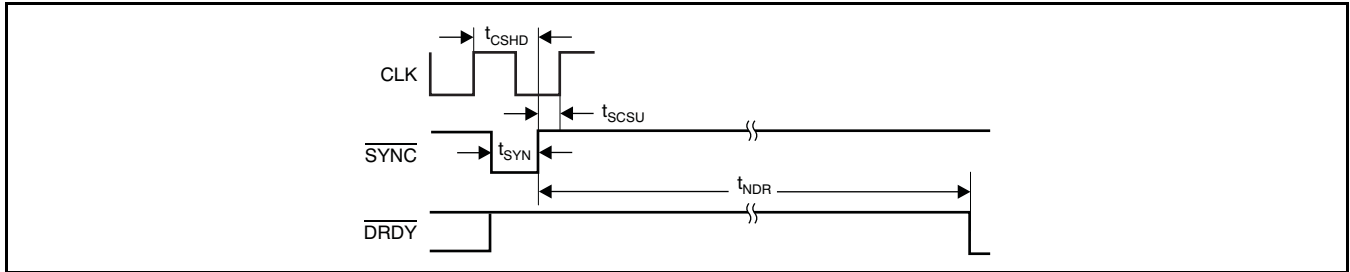 t_CSHD
CLK
t_SCSU
SYNC
t_SYN
t_NDR
DRDY